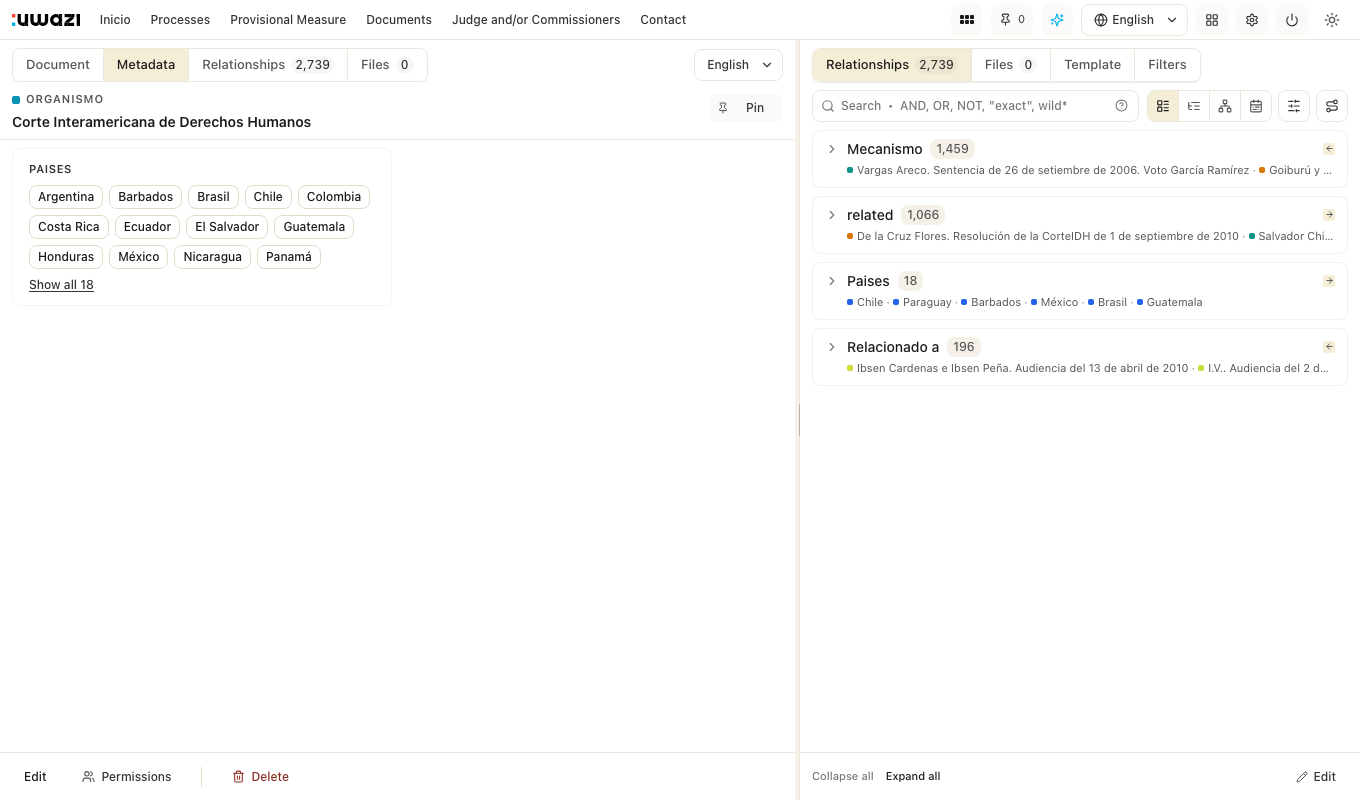 uwazi Inicio Processes Provisional Measure Documents Judge and/or Commissioners Contact 0 English
Document Metadata Relationships 2,739 Files 0 English
ORGANISMO
Corte Interamericana de Derechos Humanos
Pin
PAISES
Argentina Barbados Brasil Chile Colombia
Costa Rica Ecuador El Salvador Guatemala
Honduras México Nicaragua Panamá
Show all 18
Edit Permissions Delete
Relationships 2,739 Files 0 Template Filters
Search • AND, OR, NOT, "exact", wild*
Mecanismo 1,459
Vargas Areco. Sentencia de 26 de setiembre de 2006. Voto García Ramírez · Goiburú y ...
related 1,066
De la Cruz Flores. Resolución de la CorteIDH de 1 de septiembre de 2010 · Salvador Chi...
Paises 18
Chile · Paraguay · Barbados · México · Brasil · Guatemala
Relacionado a 196
Ibsen Cardenas e Ibsen Peña. Audiencia del 13 de abril de 2010 · I.V.. Audiencia del 2 d...
Collapse all Expand all Edit